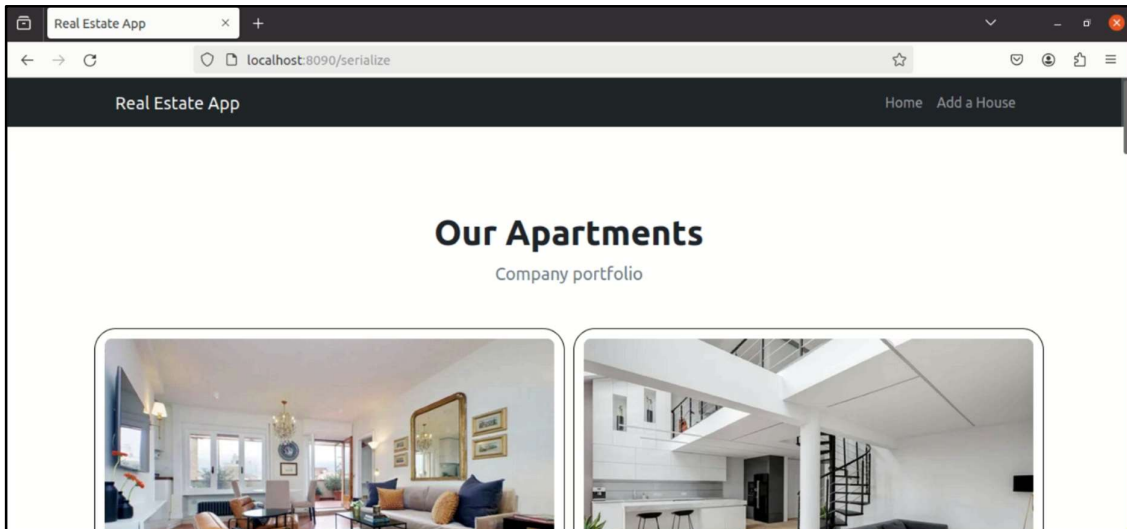 Real Estate App
localhost:8090/serialize
Real Estate App Home Add a House
Our Apartments
Company portfolio